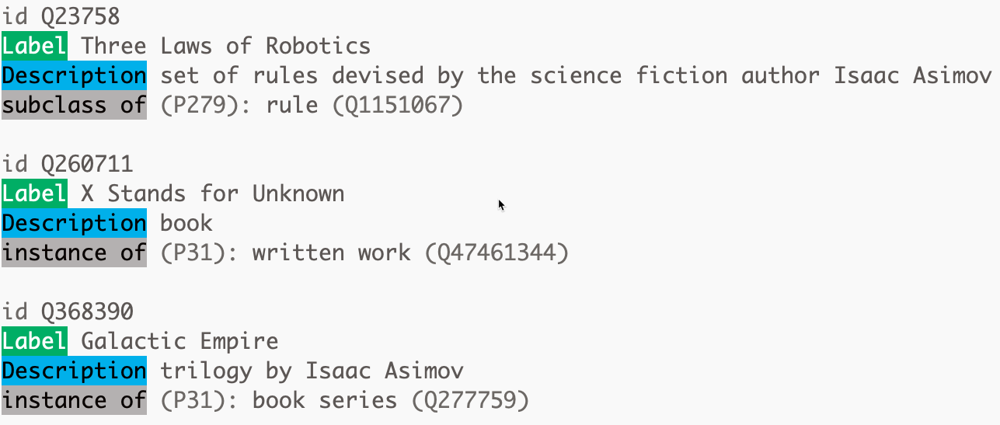 id Q23758
Label Three Laws of Robotics
Description set of rules devised by the science fiction author Isaac Asimov
subclass of (P279): rule (Q1151067)
id Q260711
Label X Stands for Unknown
Description book
instance of (P31): written work (Q47461344)
id Q368390
Label Galactic Empire
Description trilogy by Isaac Asimov
instance of (P31): book series (Q277759)